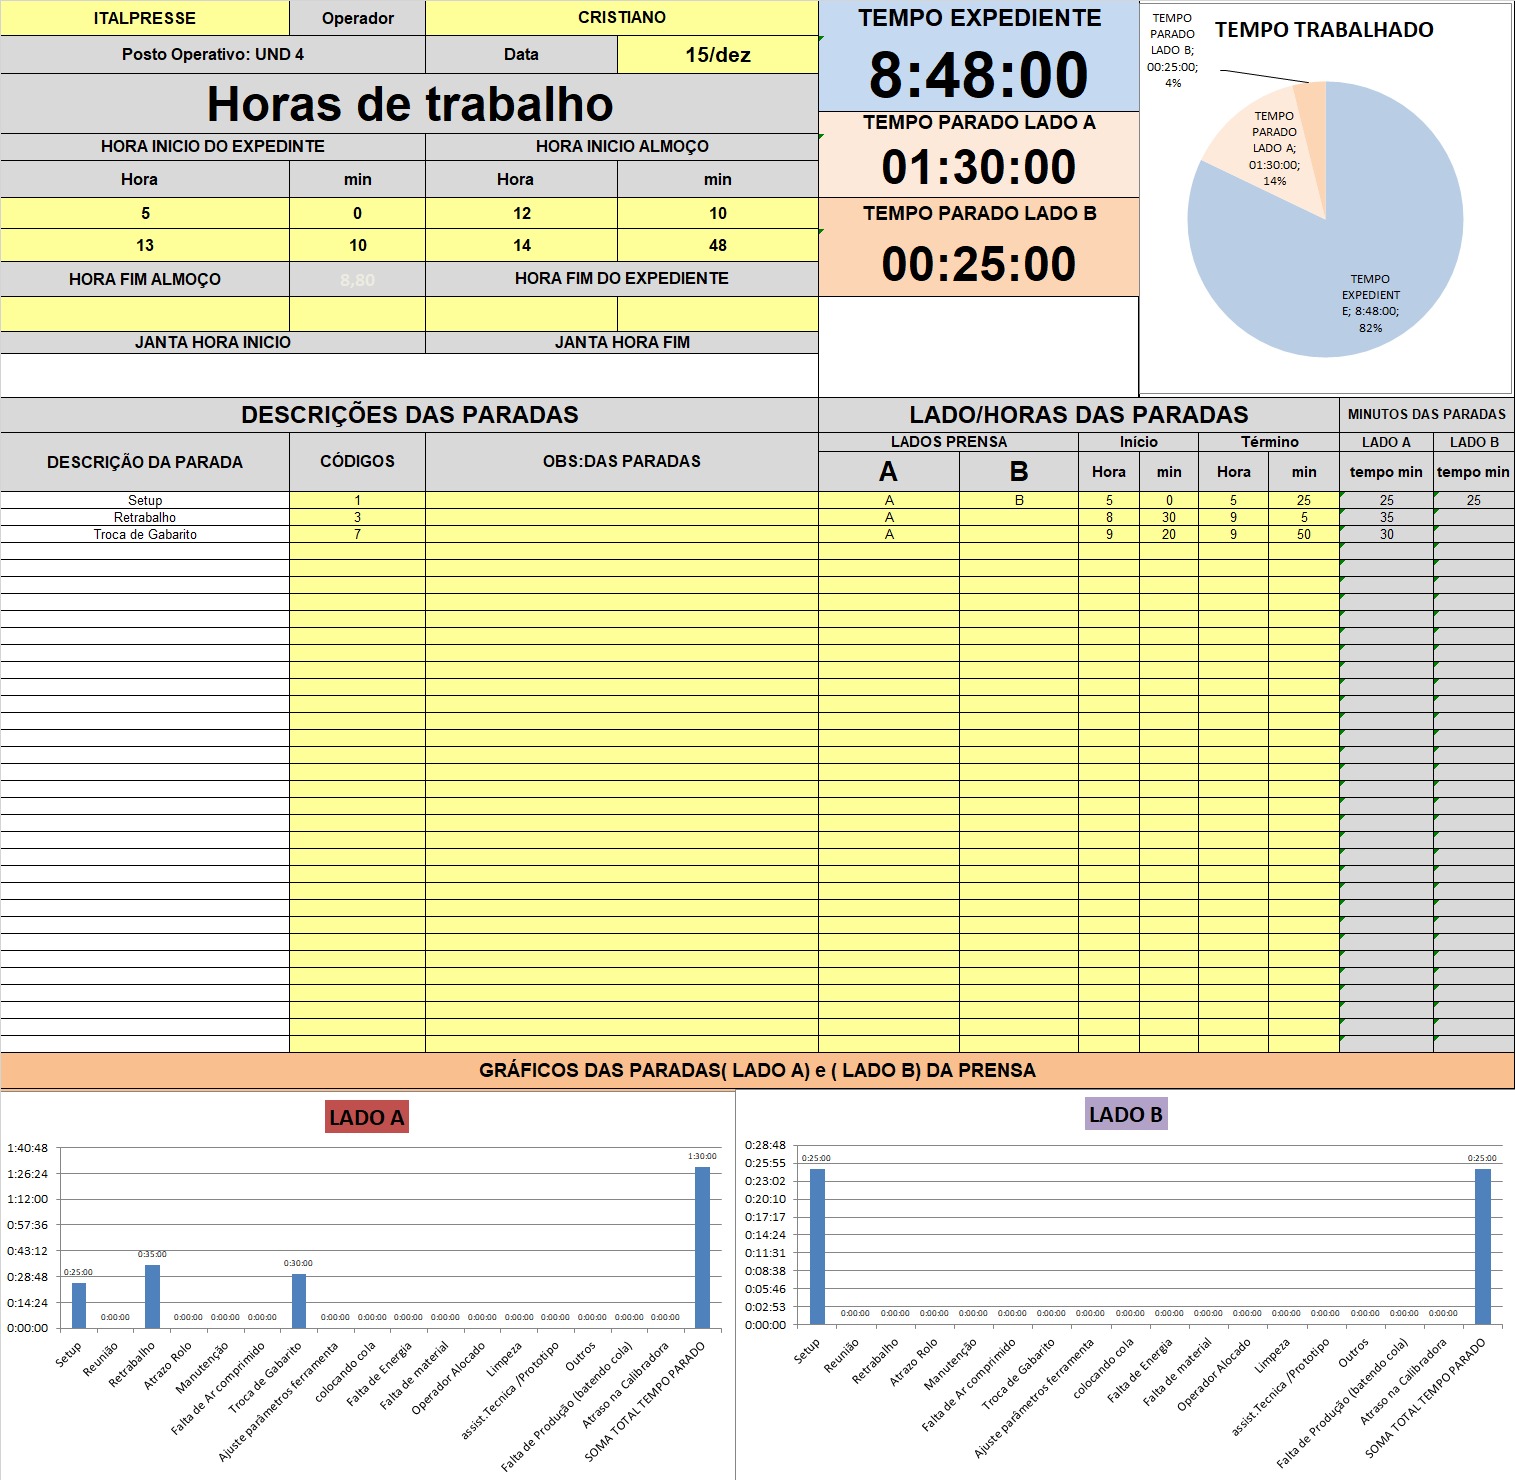 ITALPRESSE Operador CRISTIANO
Posto Operativo: UND 4 Data 15/dez
Horas de trabalho
HORA INICIO DO EXPEDINTE HORA INICIO ALMOÇO
Hora min Hora min
5 0 12 10
13 10 14 48
HORA FIM ALMOÇO 8,80 HORA FIM DO EXPEDIENTE
JANTA HORA INICIO JANTA HORA FIM
TEMPO EXPEDIENTE
8:48:00
TEMPO PARADO LADO A
01:30:00
TEMPO PARADO LADO B
00:25:00
TEMPO TRABALHADO
TEMPO
PARADO
LADO B;
00:25:00;
4%
TEMPO
PARADO
LADO A;
01:30:00;
14%
TEMPO
EXPEDIENT
E; 8:48:00;
82%
DESCRIÇÕES DAS PARADAS LADO/HORAS DAS PARADAS MINUTOS DAS PARADAS
DESCRIÇÃO DA PARADA CÓDIGOS OBS:DAS PARADAS LADOS PRENSA Início Término LADO A LADO B
A B Hora min Hora min tempo min tempo min
Setup 1 A B 5 0 5 25 25 25
Retrabalho 3 A 8 30 9 5 35
Troca de Gabarito 7 A 9 20 9 50 30
GRÁFICOS DAS PARADAS( LADO A) e ( LADO B) DA PRENSA
LADO A
1:40:48
1:26:24
1:12:00
0:57:36
0:43:12
0:28:48
0:14:24
0:00:00
0:25:00 0:00:00 0:35:00 0:00:00 0:00:00 0:00:00 0:30:00 0:00:00 0:00:00 0:00:00 0:00:00 0:00:00 0:00:00 0:00:00 0:00:00 0:00:00 0:00:00 1:30:00
Setup
Reunião
Retrabalho
Atrazo Rolo
Manutenção
Falta de Ar comprimido
Troca de Gabarito
Ajuste parâmetros ferramenta
colocando cola
Falta de Energia
Falta de material
Operador Alocado
Limpeza
assist.Tecnica /Prototipo
Outros
Falta de Produção (batendo cola)
Atraso na Calibradora
SOMA TOTAL TEMPO PARADO
LADO B
0:28:48
0:25:55
0:23:02
0:20:10
0:17:17
0:14:24
0:11:31
0:08:38
0:05:46
0:02:53
0:00:00
0:25:00 0:00:00 0:00:00 0:00:00 0:00:00 0:00:00 0:00:00 0:00:00 0:00:00 0:00:00 0:00:00 0:00:00 0:00:00 0:00:00 0:00:00 0:00:00 0:00:00 0:25:00
Setup
Reunião
Retrabalho
Atrazo Rolo
Manutenção
Falta de Ar comprimido
Troca de Gabarito
Ajuste parâmetros ferramenta
colocando cola
Falta de Energia
Falta de material
Operador Alocado
Limpeza
assist.Tecnica /Prototipo
Outros
Falta de Produção (batendo cola)
Atraso na Calibradora
SOMA TOTAL TEMPO PARADO